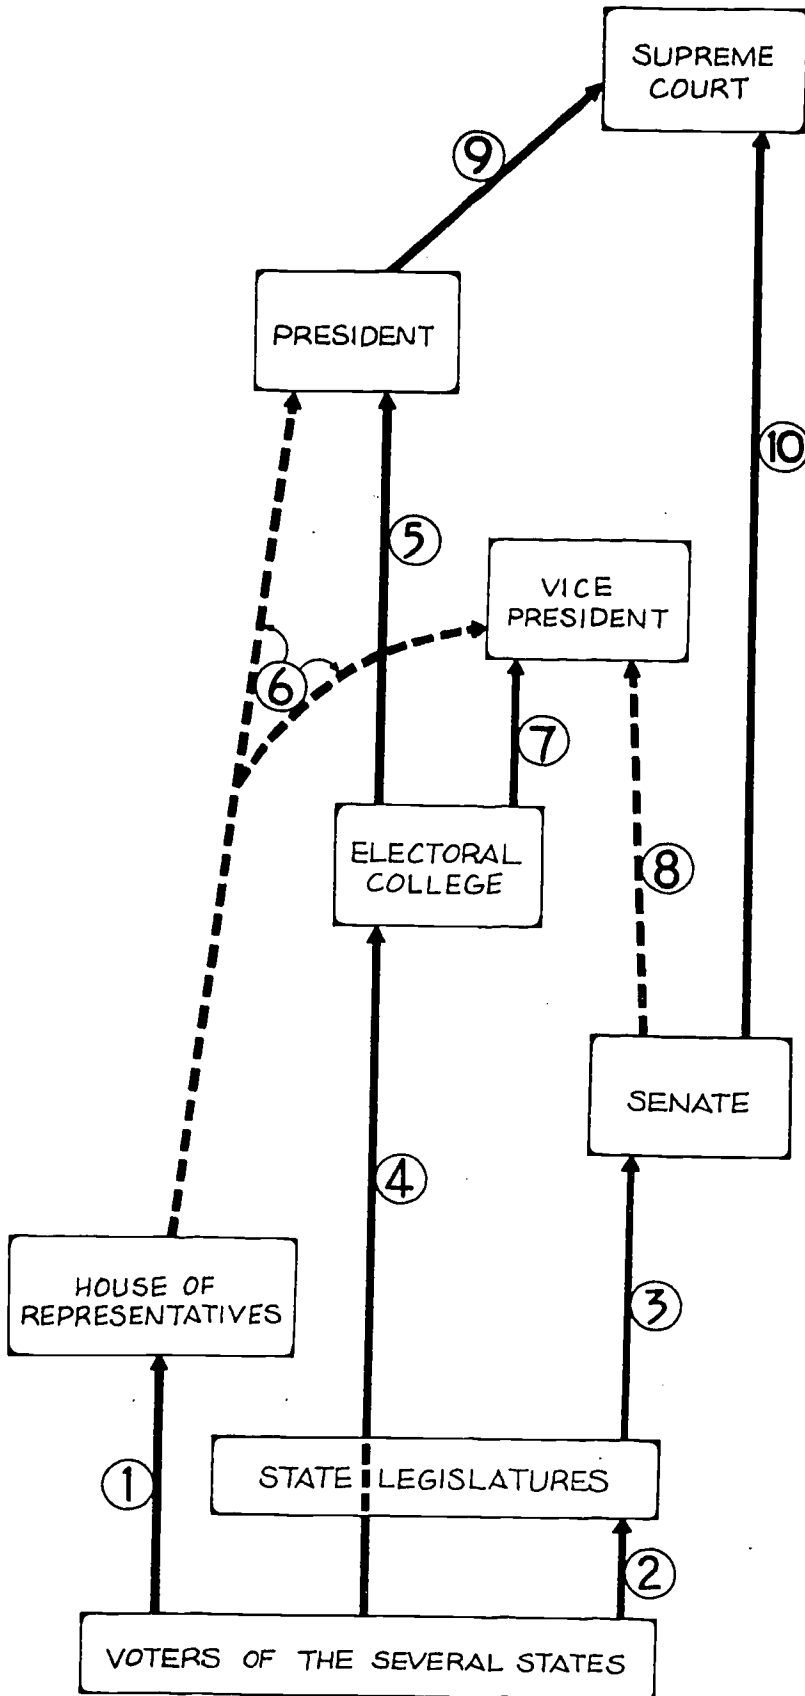 SUPREME
COURT
9
PRESIDENT
10
5
VICE
PRESIDENT
6
7
ELECTORAL
COLLEGE
8
SENATE
4
HOUSE OF
REPRESENTATIVES
3
1
STATE LEGISLATURES
2
VOTERS OF THE SEVERAL STATES